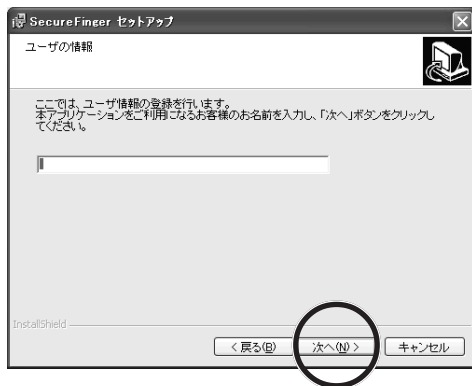 SecureFinger セットアップ
ユーザの情報
ここでは、ユーザ情報の登録を行います。
本アプリケーションをご利用になるお客様のお名前を入力し、「次へ」ボタンをクリックし
てください。
InstallShield
< 戻る(B)
次へ(N) >
キャンセル